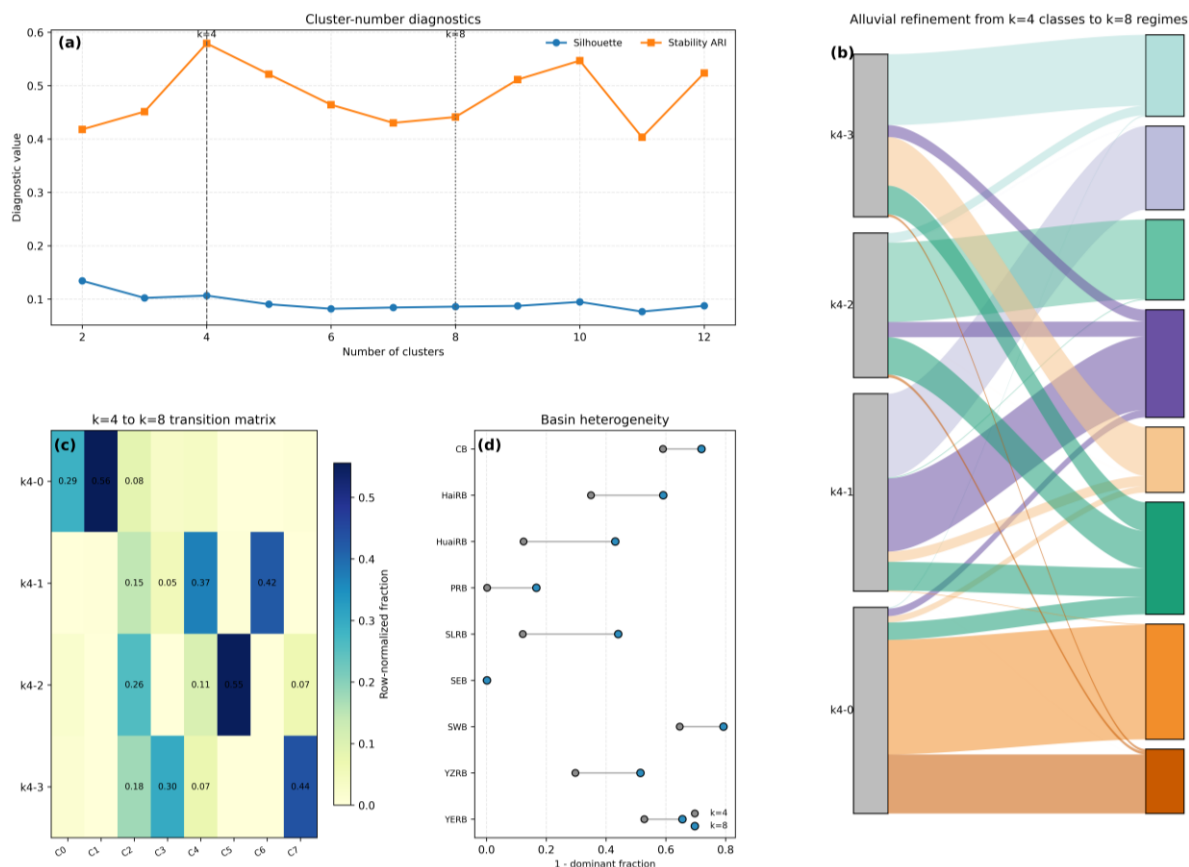 Cluster-number diagnostics
(a)
k=4
k=8
Silhouette
Stability ARI
0.6
0.5
0.4
0.3
0.2
0.1
Diagnostic value
2
4
6
8
10
12
Number of clusters
Alluvial refinement from k=4 classes to k=8 regimes
(b)
k4-3
k4-2
k4-1
k4-0
k=4 to k=8 transition matrix
(c)
k4-0
k4-1
k4-2
k4-3
0.29
0.56
0.08
0.15
0.05
0.37
0.42
0.26
0.11
0.55
0.07
0.18
0.30
0.07
0.44
C0
C1
C2
C3
C4
C5
C6
C7
0.5
0.4
0.3
0.2
0.1
0.0
Row-normalized fraction
Basin heterogeneity
(d)
CB
HaiRB
HuaiRB
PRB
SLRB
SEB
SWB
YZRB
YERB
k=4
k=8
0.0
0.2
0.4
0.6
0.8
1 - dominant fraction